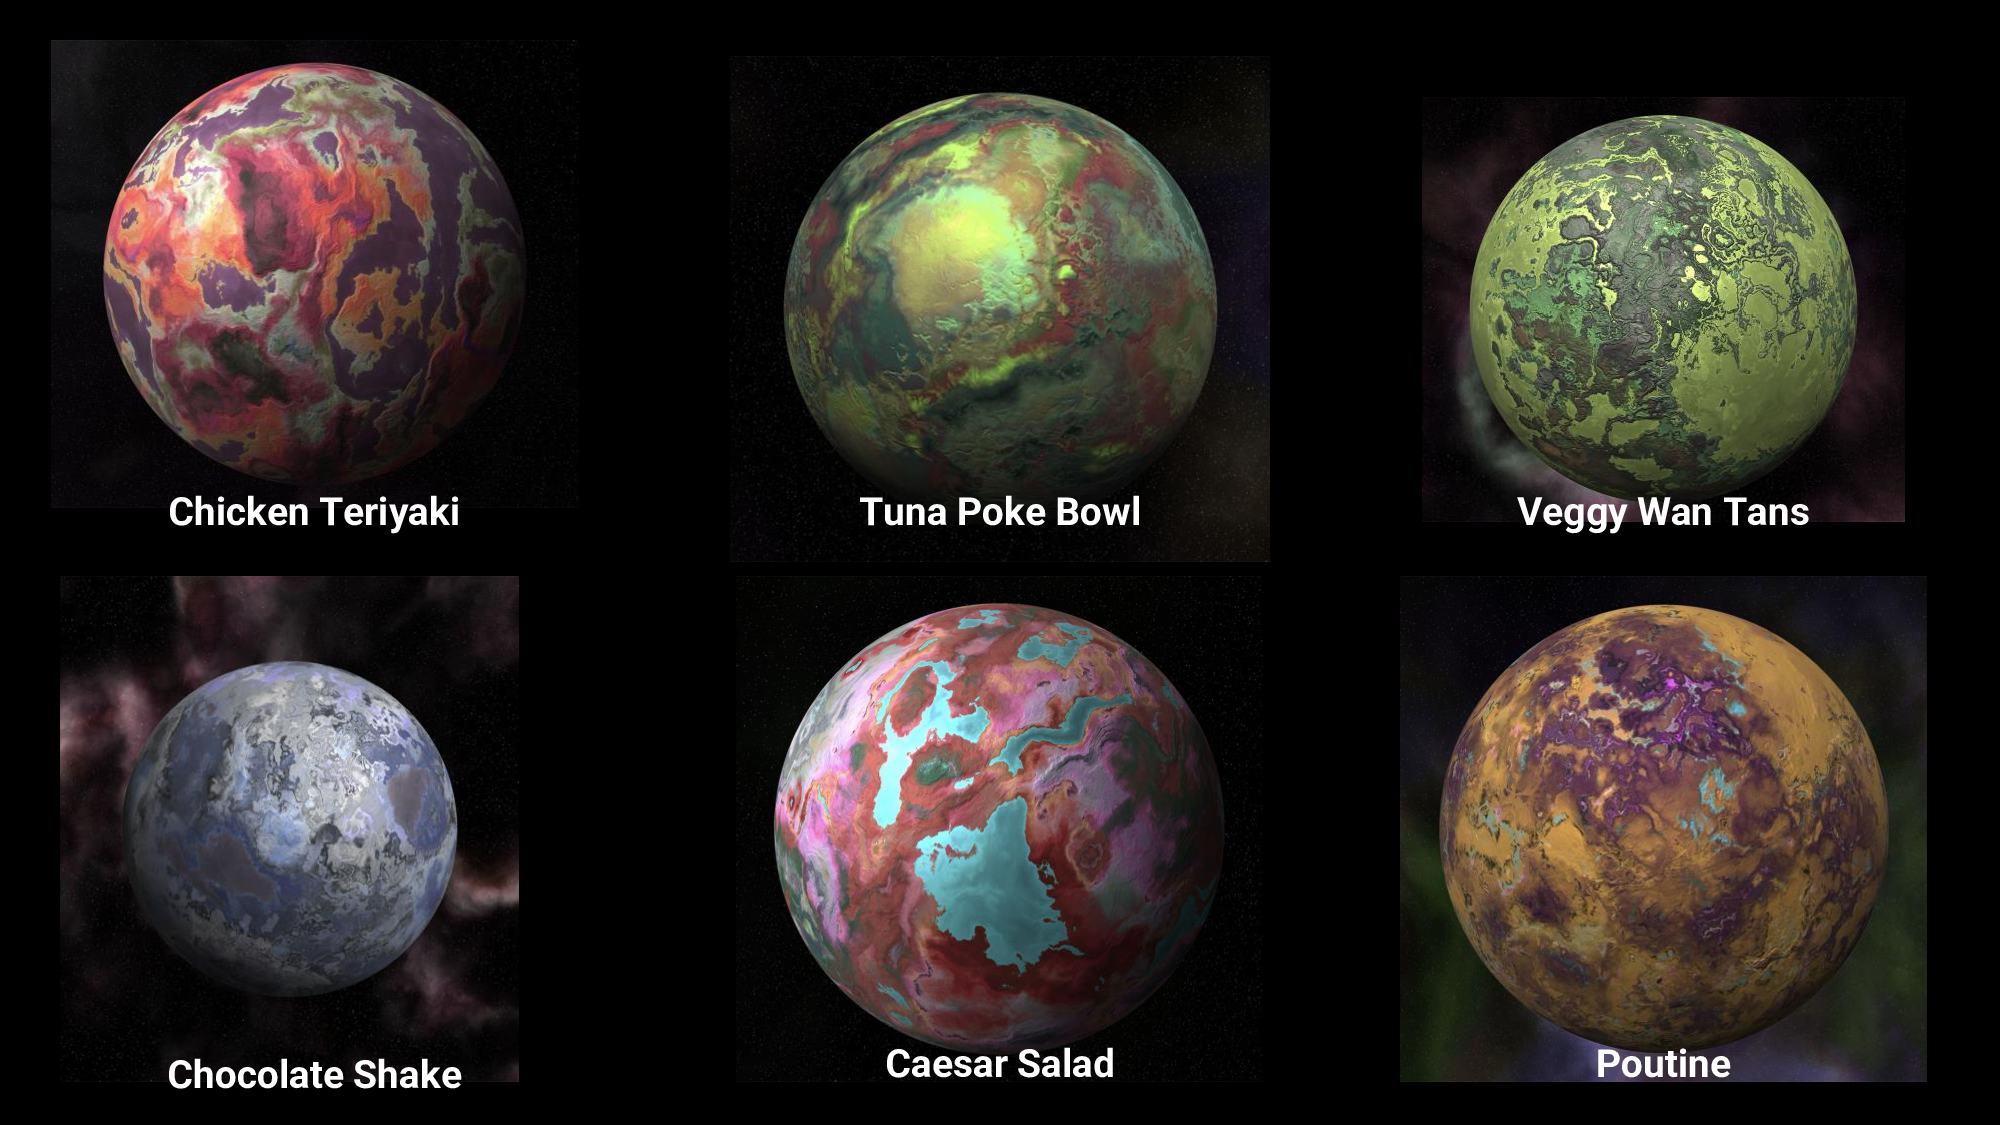 Chicken Teriyaki
Tuna Poke Bowl
Veggy Wan Tans
Chocolate Shake
Caesar Salad
Poutine